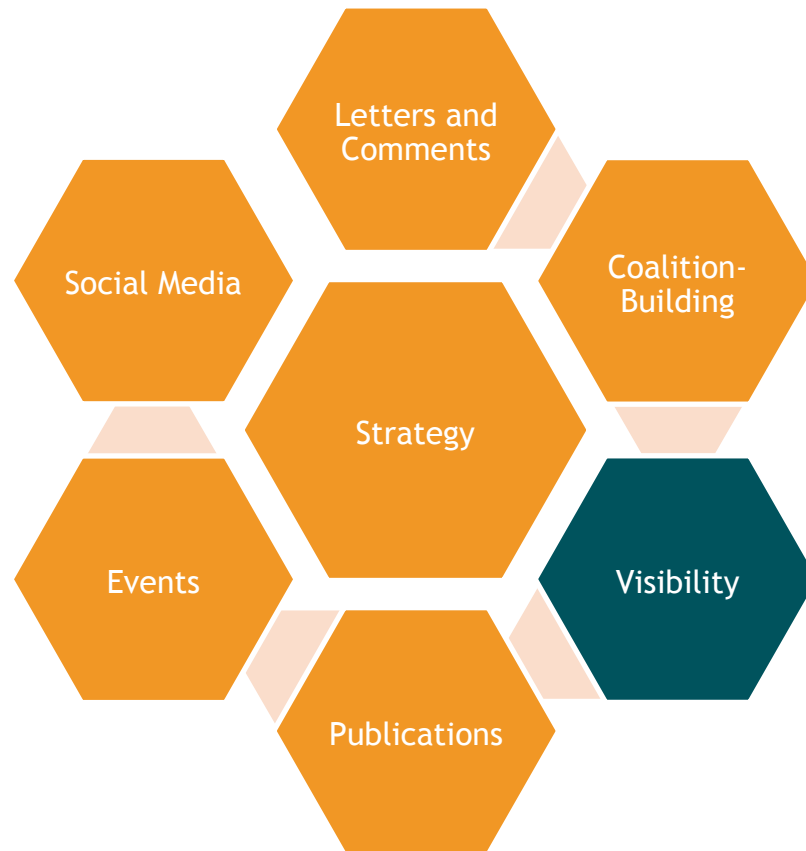 Letters and
Comments
Social Media
Coalition-
Building
Strategy
Events
Visibility
Publications